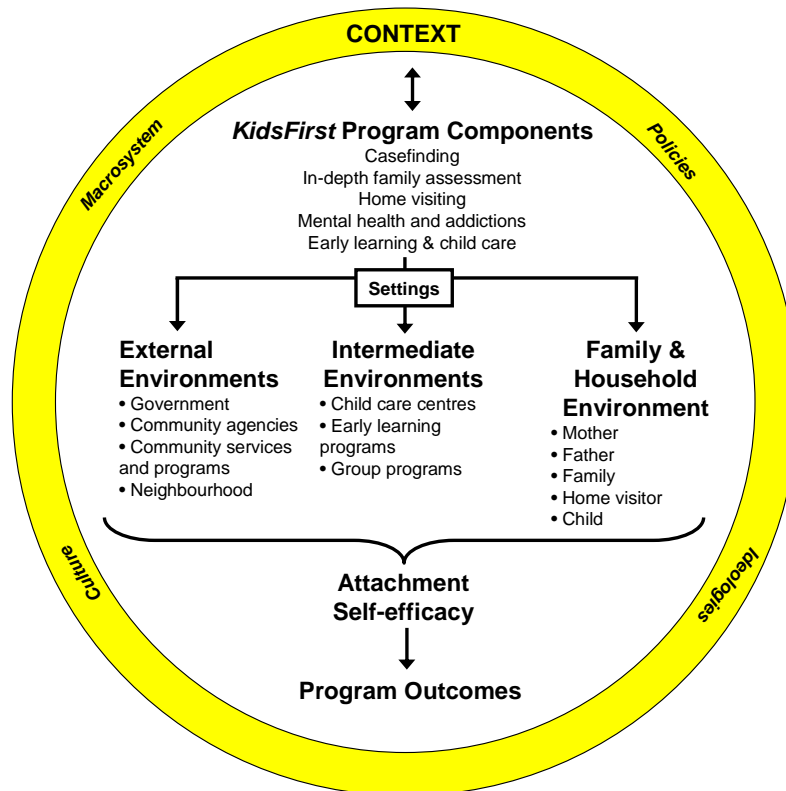 CONTEXT
Macrosystem
Policies
KidsFirst Program Components
Casefinding
In-depth family assessment
Home visiting
Mental health and addictions
Early learning & child care
Settings
External
Environments
• Government
• Community agencies
• Community services
and programs
• Neighbourhood
Intermediate
Environments
• Child care centres
• Early learning
programs
• Group programs
Family &
Household
Environment
• Mother
• Father
• Family
• Home visitor
• Child
Culture
Ideologies
Attachment
Self-efficacy
Program Outcomes